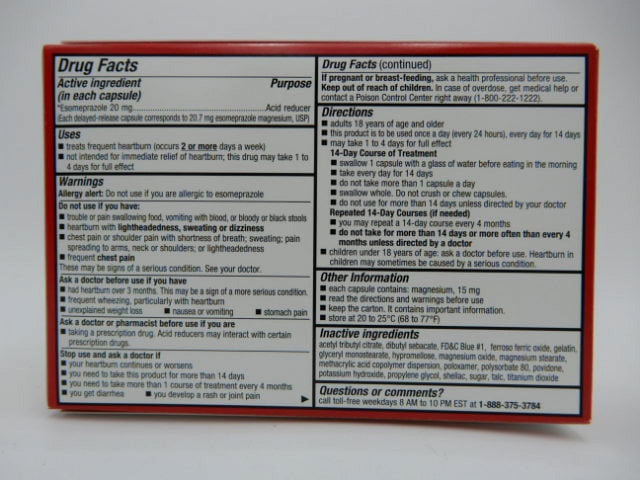 Drug Facts
Active ingredient Purpose
(in each capsule)
*Esomeprazole 20 mg Acid reducer
(Each delayed-release capsule corresponds to 20.7 mg esomeprazole magnesium, USP)
Uses
■ treats frequent heartburn (occurs 2 or more days a week)
■ not intended for immediate relief of heartburn; this drug may take 1 to
4 days for full effect
Warnings
Allergy alert: Do not use if you are allergic to esomeprazole
Do not use if you have:
■ trouble or pain swallowing food, vomiting with blood, or bloody or black stools
■ heartburn with lightheadedness, sweating or dizziness
■ chest pain or shoulder pain with shortness of breath; sweating; pain
spreading to arms, neck or shoulders; or lightheadedness
■ frequent chest pain
These may be signs of a serious condition. See your doctor.
Ask a doctor before use if you have
■ had heartburn over 3 months. This may be a sign of a more serious condition.
■ frequent wheezing, particularly with heartburn
■ unexplained weight loss ■ nausea or vomiting ■ stomach pain
Ask a doctor or pharmacist before use if you are
■ taking a prescription drug. Acid reducers may interact with certain
prescription drugs.
Stop use and ask a doctor if
■ your heartburn continues or worsens
■ you need to take this product for more than 14 days
■ you need to take more than 1 course of treatment every 4 months
■ you get diarrhea ■ you develop a rash or joint pain
Drug Facts (continued)
If pregnant or breast-feeding, ask a health professional before use.
Keep out of reach of children. In case of overdose, get medical help or
contact a Poison Control Center right away (1-800-222-1222).
Directions
■ adults 18 years of age and older
■ this product is to be used once a day (every 24 hours), every day for 14 days
■ may take 1 to 4 days for full effect
14-Day Course of Treatment
■ swallow 1 capsule with a glass of water before eating in the morning
■ take every day for 14 days
■ do not take more than 1 capsule a day
■ swallow whole. Do not crush or chew capsules.
■ do not use for more than 14 days unless directed by your doctor
Repeated 14-Day Courses (if needed)
■ you may repeat a 14-day course every 4 months
■ do not take for more than 14 days or more often than every 4
months unless directed by a doctor
■ children under 18 years of age: ask a doctor before use. Heartburn in
children may sometimes be caused by a serious condition.
Other Information
■ each capsule contains: magnesium, 15 mg
■ read the directions and warnings before use
■ keep the carton. It contains important information.
■ store at 20 to 25°C (68 to 77°F)
Inactive ingredients
acetyl tributyl citrate, dibutyl sebacate, FD&C Blue #1, ferroso ferric oxide, gelatin,
glyceryl monostearate, hypromellose, magnesium oxide, magnesium stearate,
methacrylic acid copolymer dispersion, poloxamer, polysorbate 80, povidone,
potassium hydroxide, propylene glycol, shellac, sugar, talc, titanium dioxide
Questions or comments?
call toll-free weekdays 8 AM to 10 PM EST at 1-888-375-3784